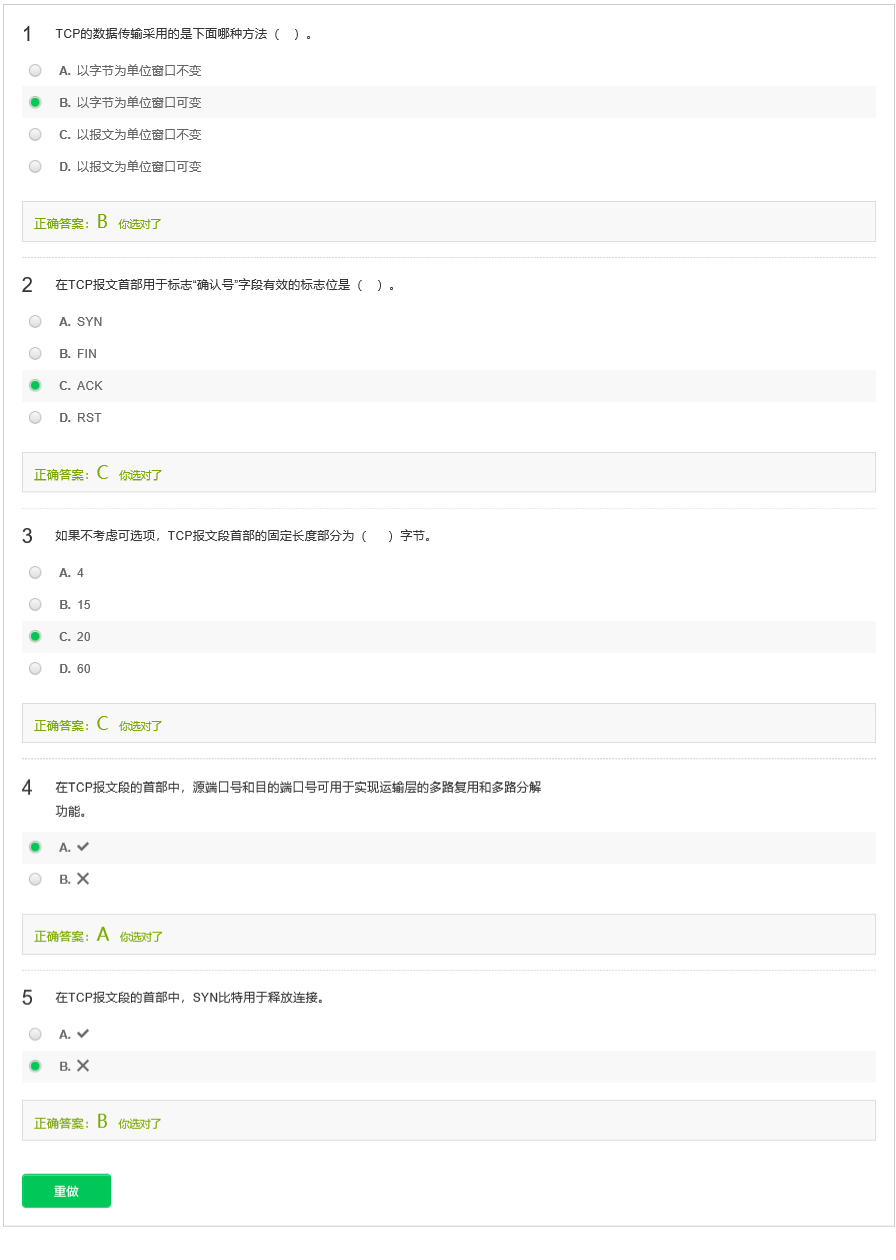 1 TCP的数据传输采用的是下面哪种方法（ ）。
A. 以字节为单位窗口不变
B. 以字节为单位窗口可变
C. 以报文为单位窗口不变
D. 以报文为单位窗口可变
正确答案：B 你选对了
2 在TCP报文首部用于标志“确认号”字段有效的标志位是（ ）。
A. SYN
B. FIN
C. ACK
D. RST
正确答案：C 你选对了
3 如果不考虑可选项，TCP报文段首部的固定长度部分为（ ）字节。
A. 4
B. 15
C. 20
D. 60
正确答案：C 你选对了
4 在TCP报文段的首部中，源端口号和目的端口号可用于实现运输层的多路复用和多路分解
功能。
A. ✔
B. ✕
正确答案：A 你选对了
5 在TCP报文段的首部中，SYN比特用于释放连接。
A. ✔
B. ✕
正确答案：B 你选对了
重做